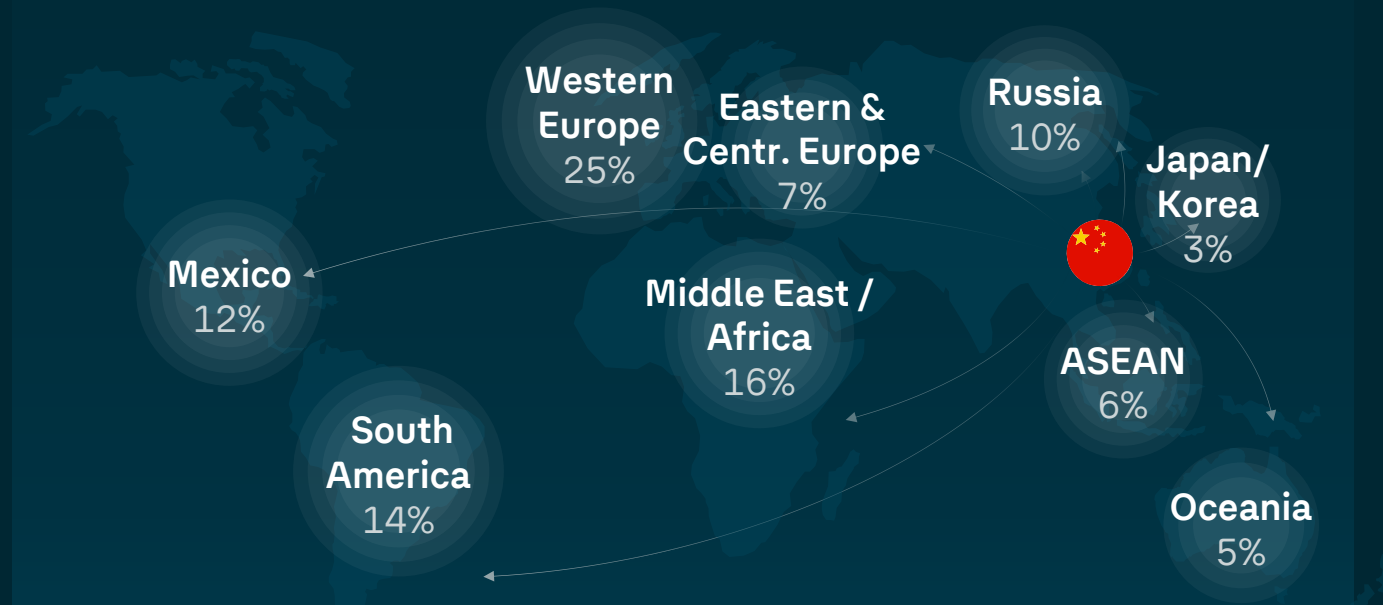 Western
Europe
25%
Eastern &
Centr. Europe
7%
Russia
10%
Japan/
Korea
3%
Mexico
12%
Middle East /
Africa
16%
ASEAN
6%
South
America
14%
Oceania
5%